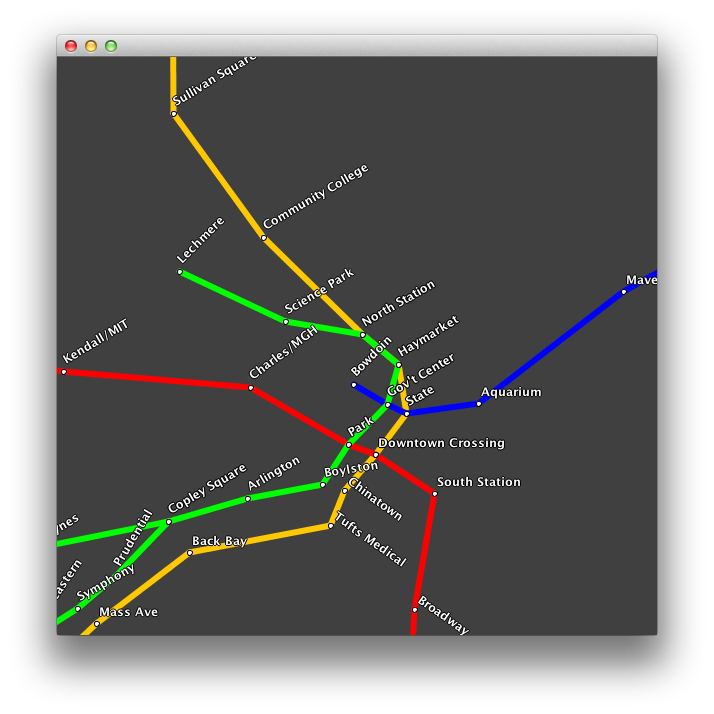 Sullivan Square
Community College
Lechmere
Science Park
North Station
Mave
Kendall/MIT
Charles/MGH
Bowdoin
Haymarket
Gov't Center
State
Aquarium
Park
Downtown Crossing
Copley Square
Arlington
Boylston
Chinatown
South Station
ynes
Prudential
Back Bay
Tufts Medical
eastern
Symphony
Mass Ave
Broadway